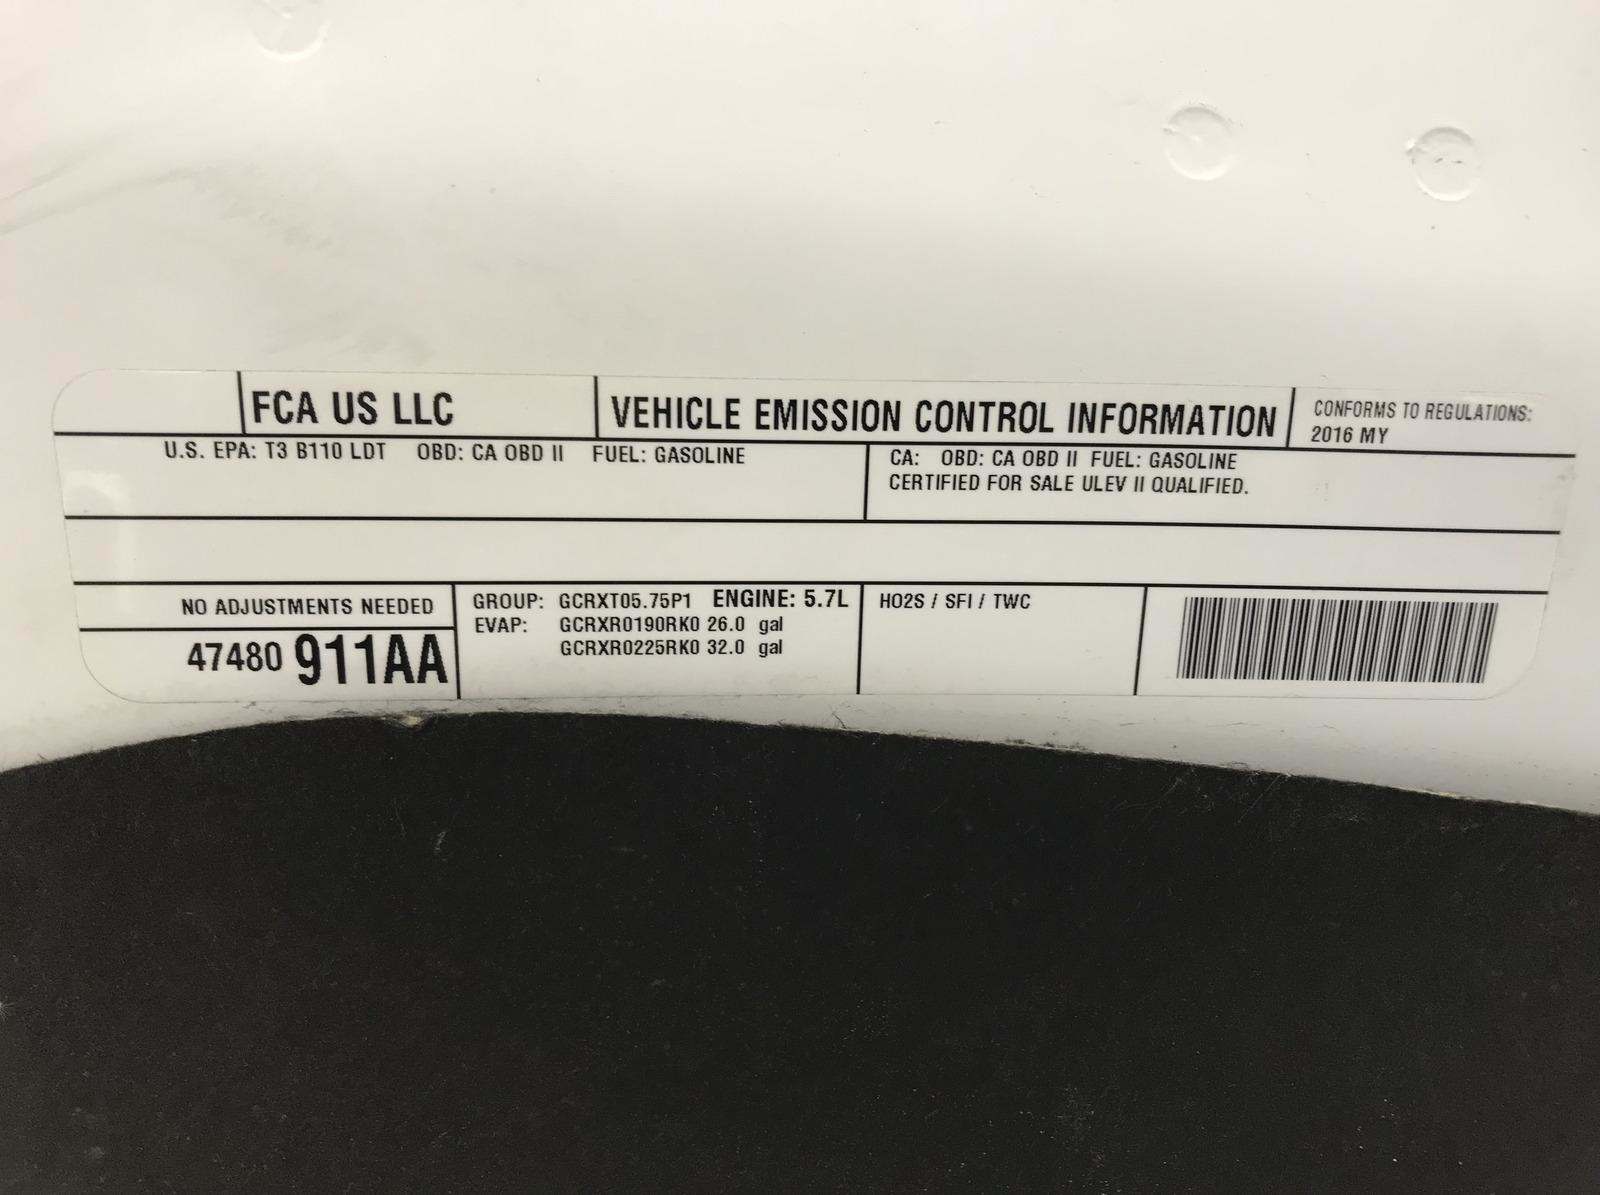 FCA US LLC
VEHICLE EMISSION CONTROL INFORMATION
CONFORMS TO REGULATIONS:
2016 MY
U.S. EPA: T3 B110 LDT OBD: CA OBD II FUEL: GASOLINE
CA: OBD: CA OBD II FUEL: GASOLINE
CERTIFIED FOR SALE ULEV II QUALIFIED.
NO ADJUSTMENTS NEEDED
47480 911AA
GROUP: GCRXT05.75P1 ENGINE: 5.7L
EVAP: GCRXR0190RK0 26.0 gal
GCRXR0225RK0 32.0 gal
HO2S / SFI / TWC